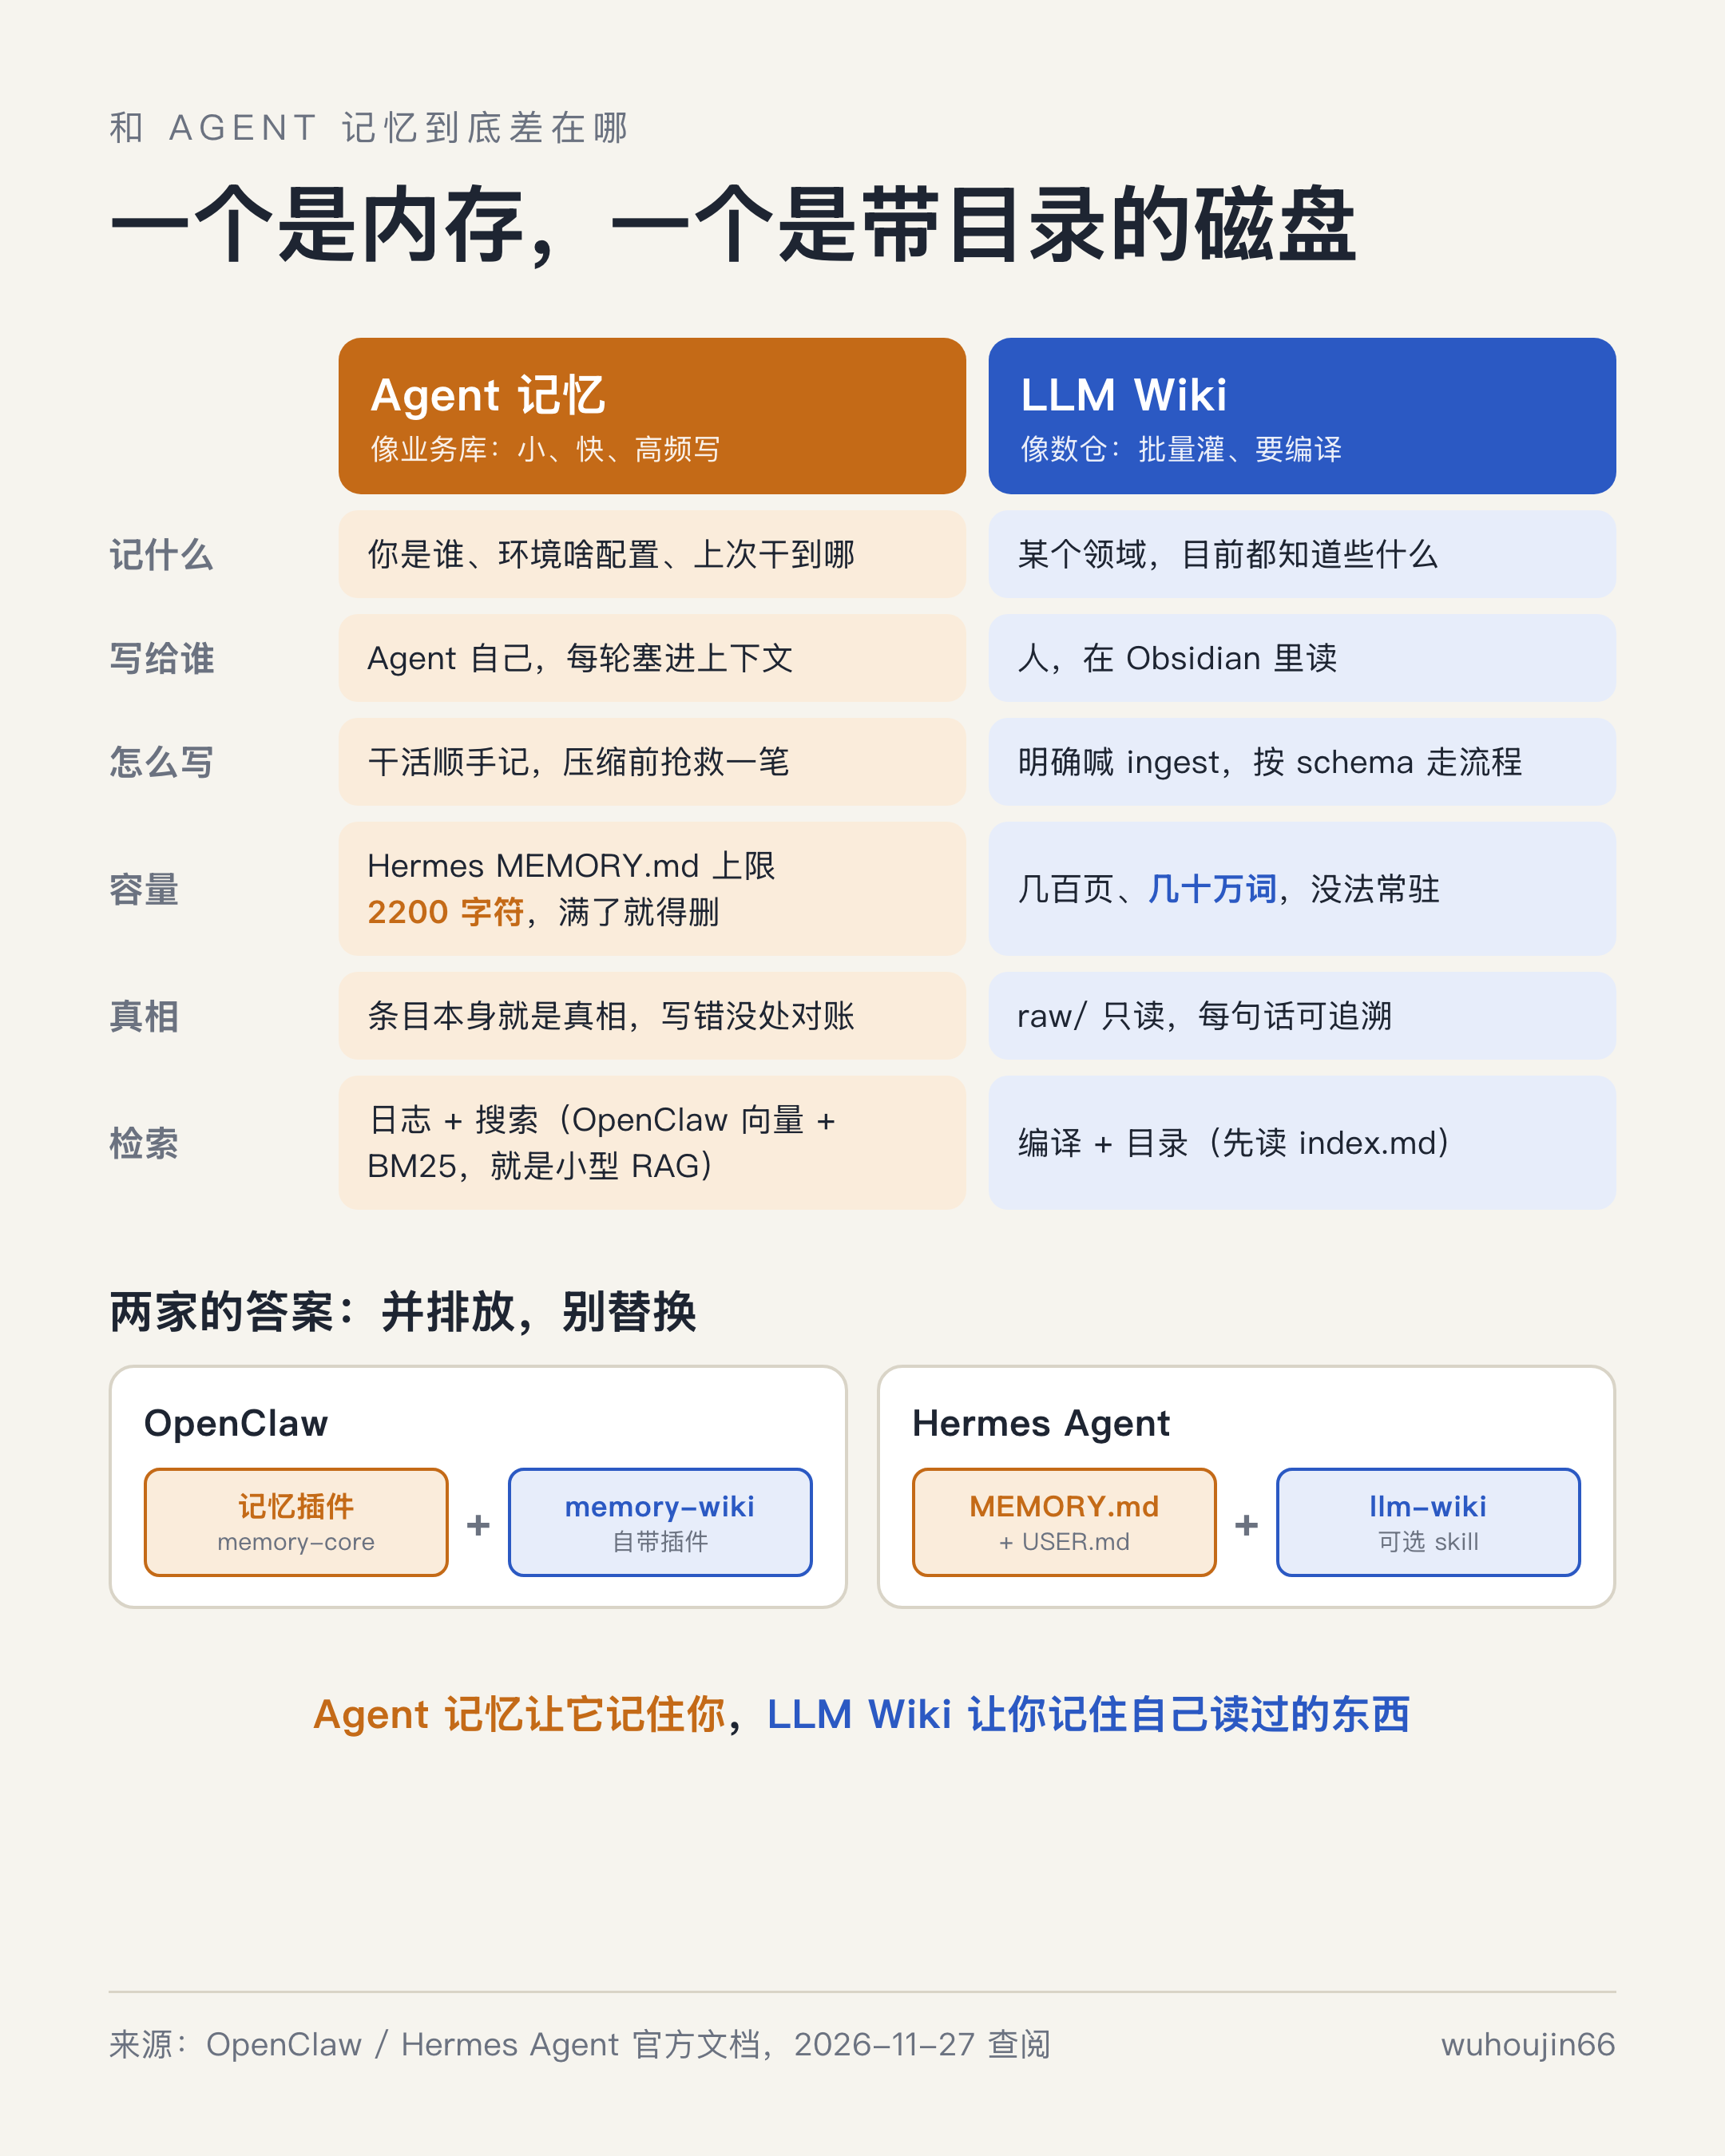 和 AGENT 记忆到底差在哪
一个是内存，一个是带目录的磁盘
Agent 记忆
像业务库：小、快、高频写
LLM Wiki
像数仓：批量灌、要编译
记什么
你是谁、环境啥配置、上次干到哪
某个领域，目前都知道些什么
写给谁
Agent 自己，每轮塞进上下文
人，在 Obsidian 里读
怎么写
干活顺手记，压缩前抢救一笔
明确喊 ingest，按 schema 走流程
容量
Hermes MEMORY.md 上限
2200 字符，满了就得删
几百页、几十万词，没法常驻
真相
条目本身就是真相，写错没处对账
raw/ 只读，每句话可追溯
检索
日志 + 搜索（OpenClaw 向量 +
BM25，就是小型 RAG）
编译 + 目录（先读 index.md）
两家的答案：并排放，别替换
OpenClaw
记忆插件
memory-core
+
memory-wiki
自带插件
Hermes Agent
MEMORY.md
+ USER.md
+
llm-wiki
可选 skill
Agent 记忆让它记住你，LLM Wiki 让你记住自己读过的东西
来源：OpenClaw / Hermes Agent 官方文档，2026-11-27 查阅
wuhoujin66